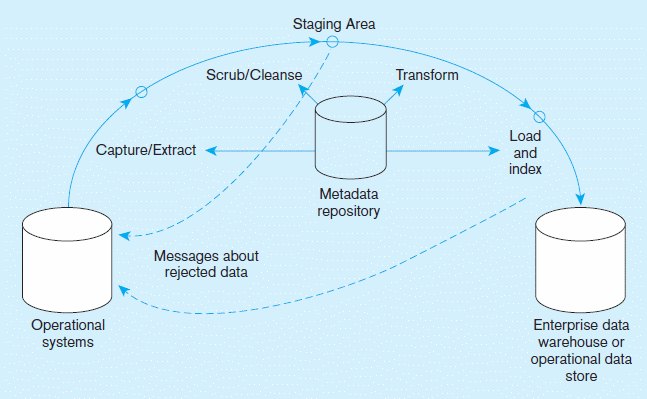 Staging Area
Scrub/Cleanse
Transform
Capture/Extract
Load
and
index
Metadata
repository
Messages about
rejected data
Operational
systems
Enterprise data
warehouse or
operational data
store